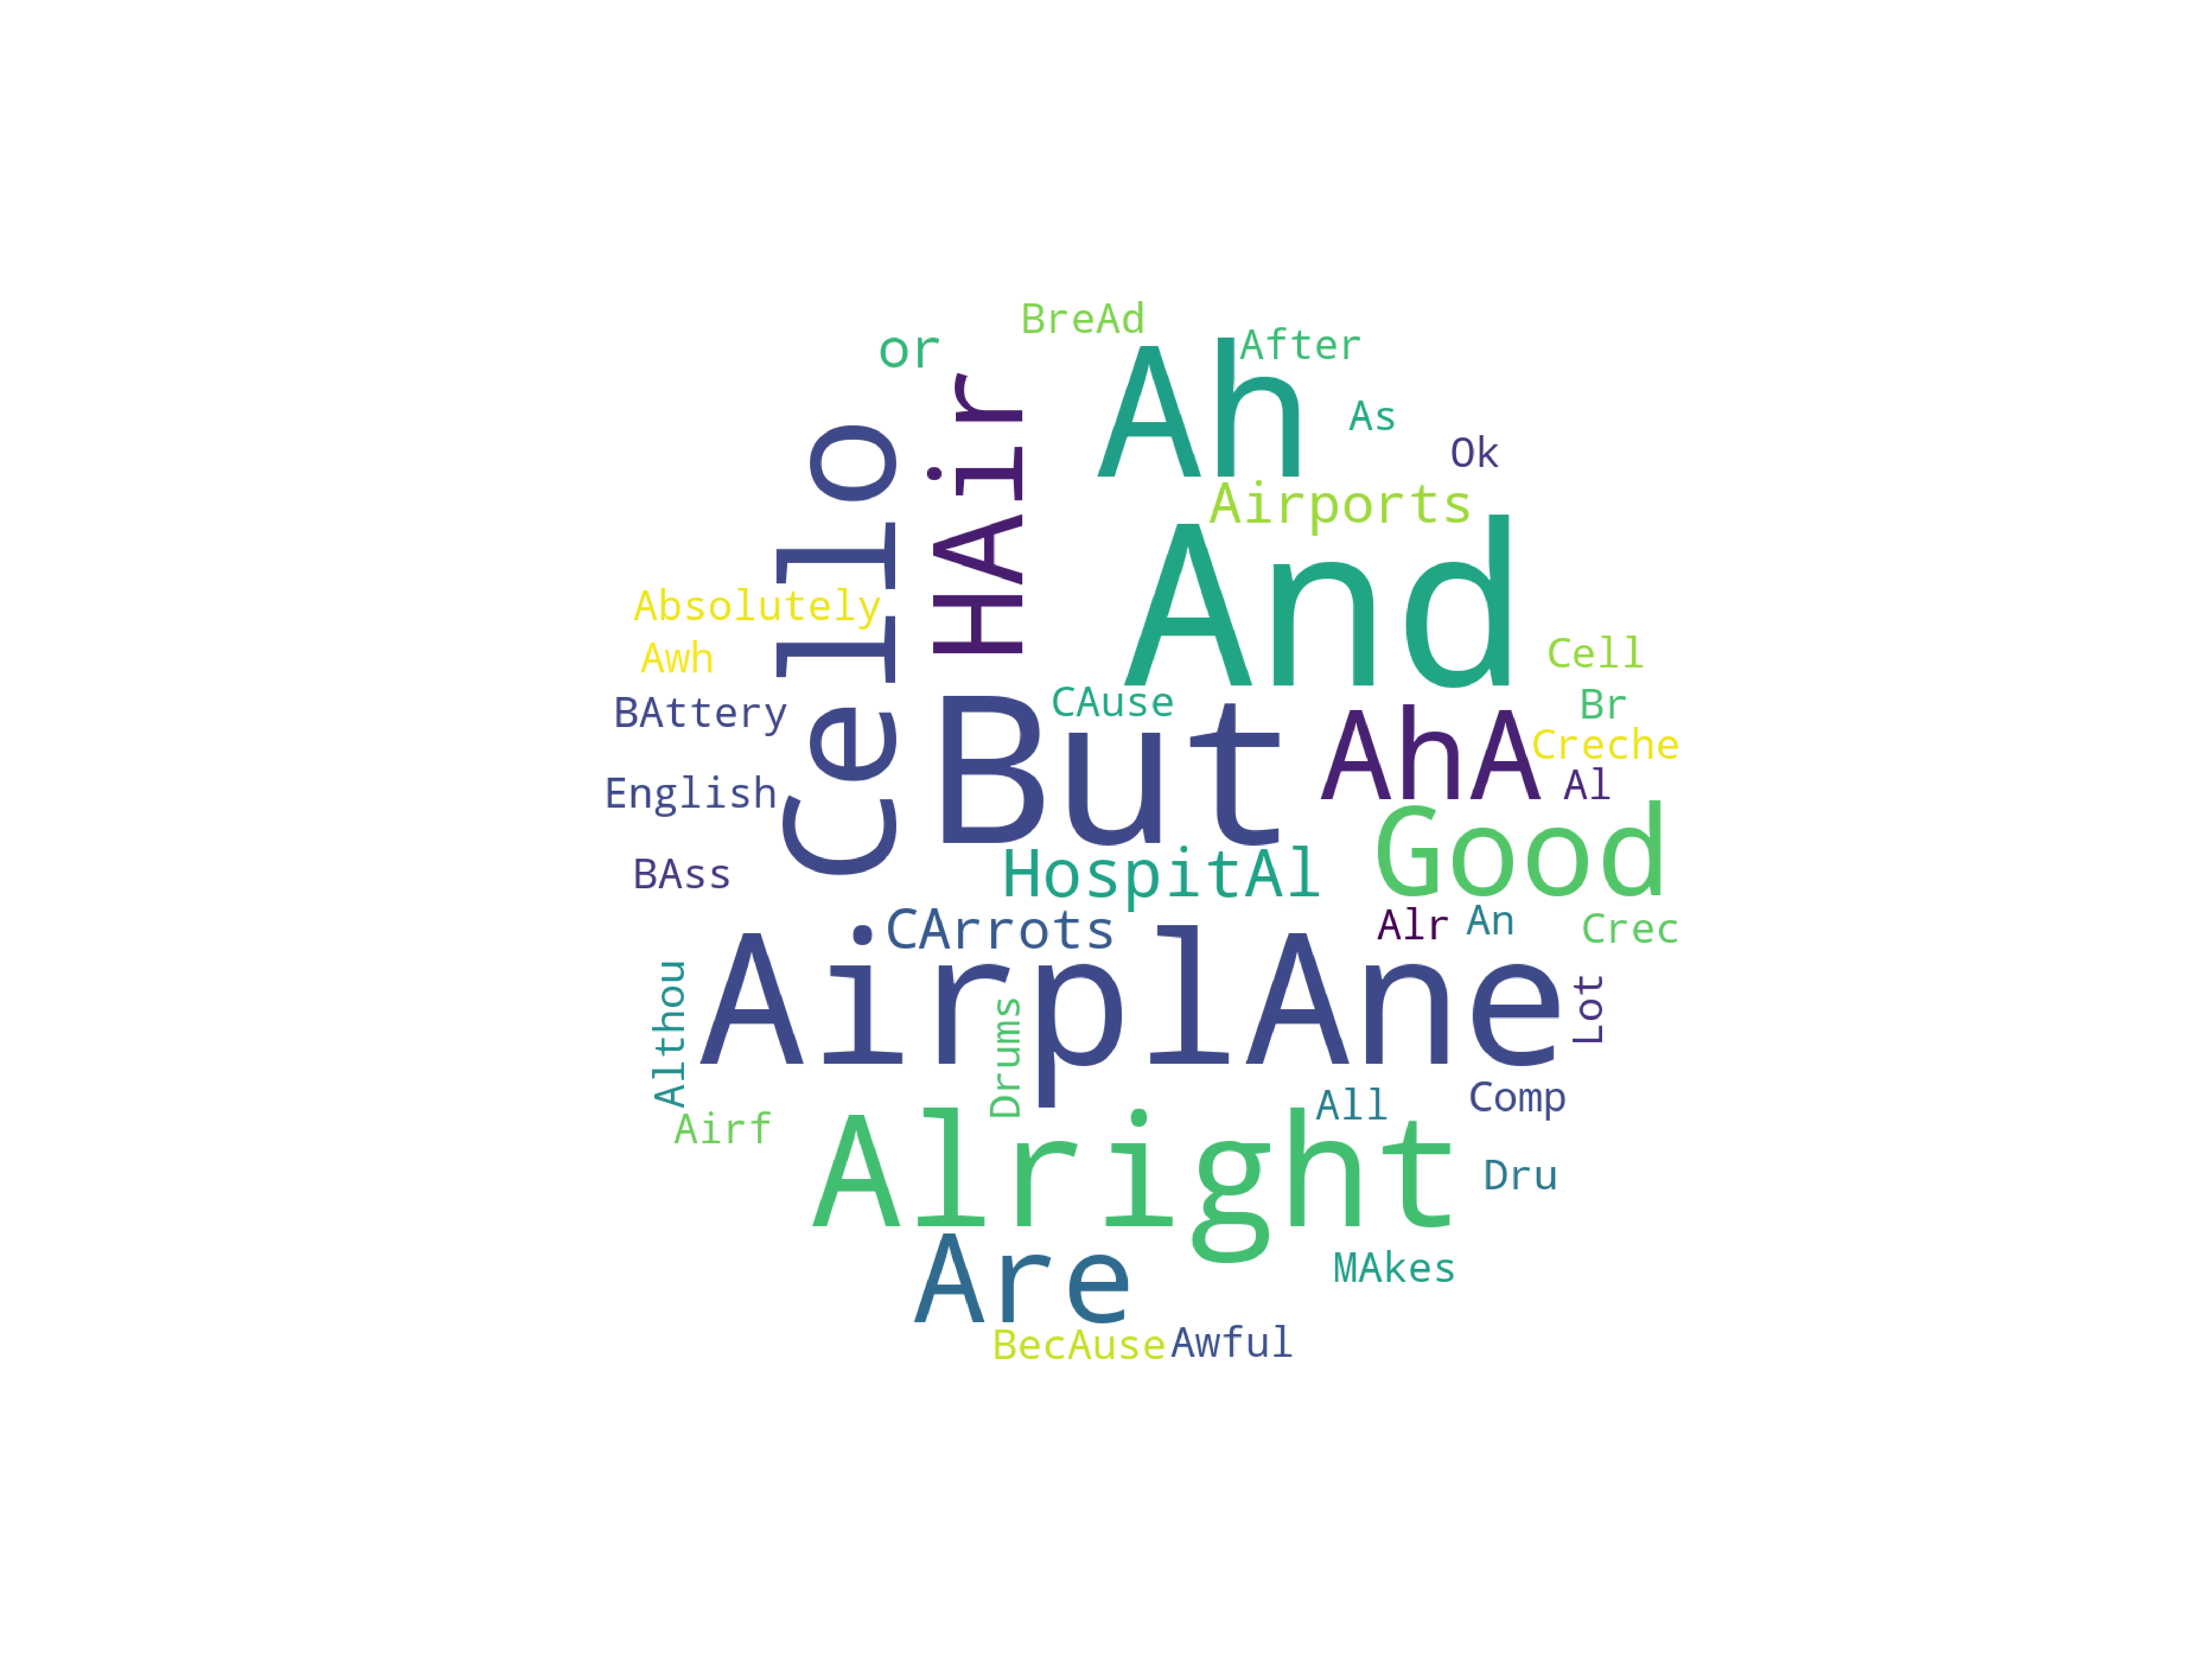 BreAd
or
After
Ah
As
Ok
HAir
Airports
Cello
And
Absolutely
Awh
Cell
CAuse
Br
BAttery
But
AhA
Creche
Al
English
Good
BAss
HospitAl
CArrots
Alr
An
Crec
AirplAne
Lot
Althou
Drums
Comp
All
Airf
Alright
Dru
Are
MAkes
BecAuse
Awful